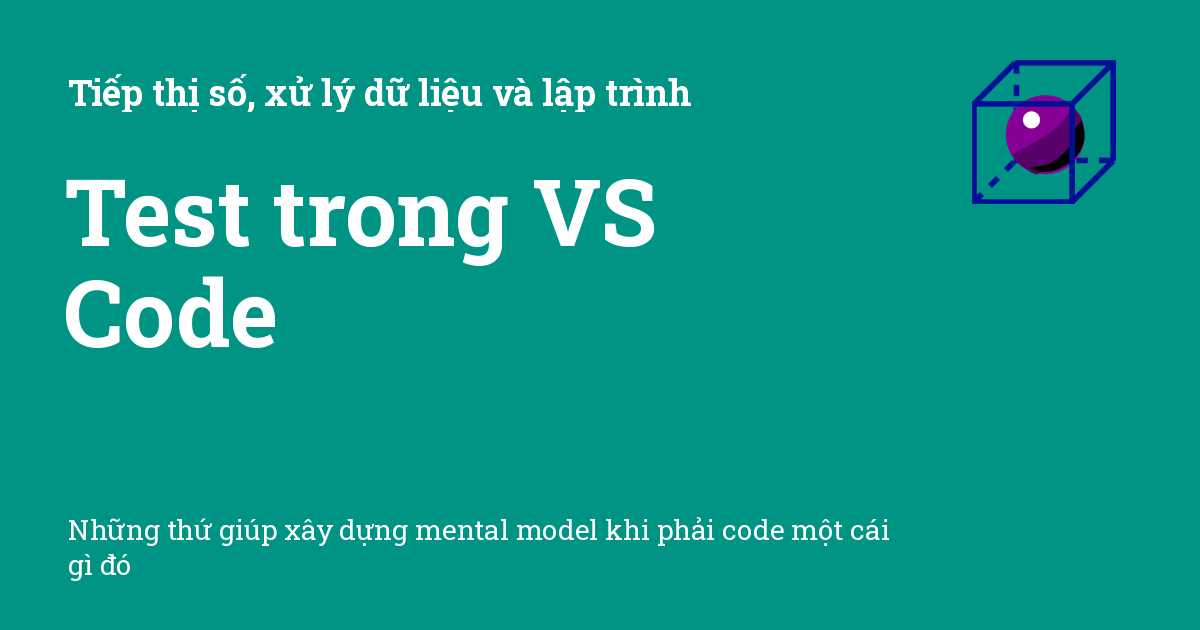 Tiếp thị số, xử lý dữ liệu và lập trình
Test trong VS
Code
Những thứ giúp xây dựng mental model khi phải code một cái
gì đó